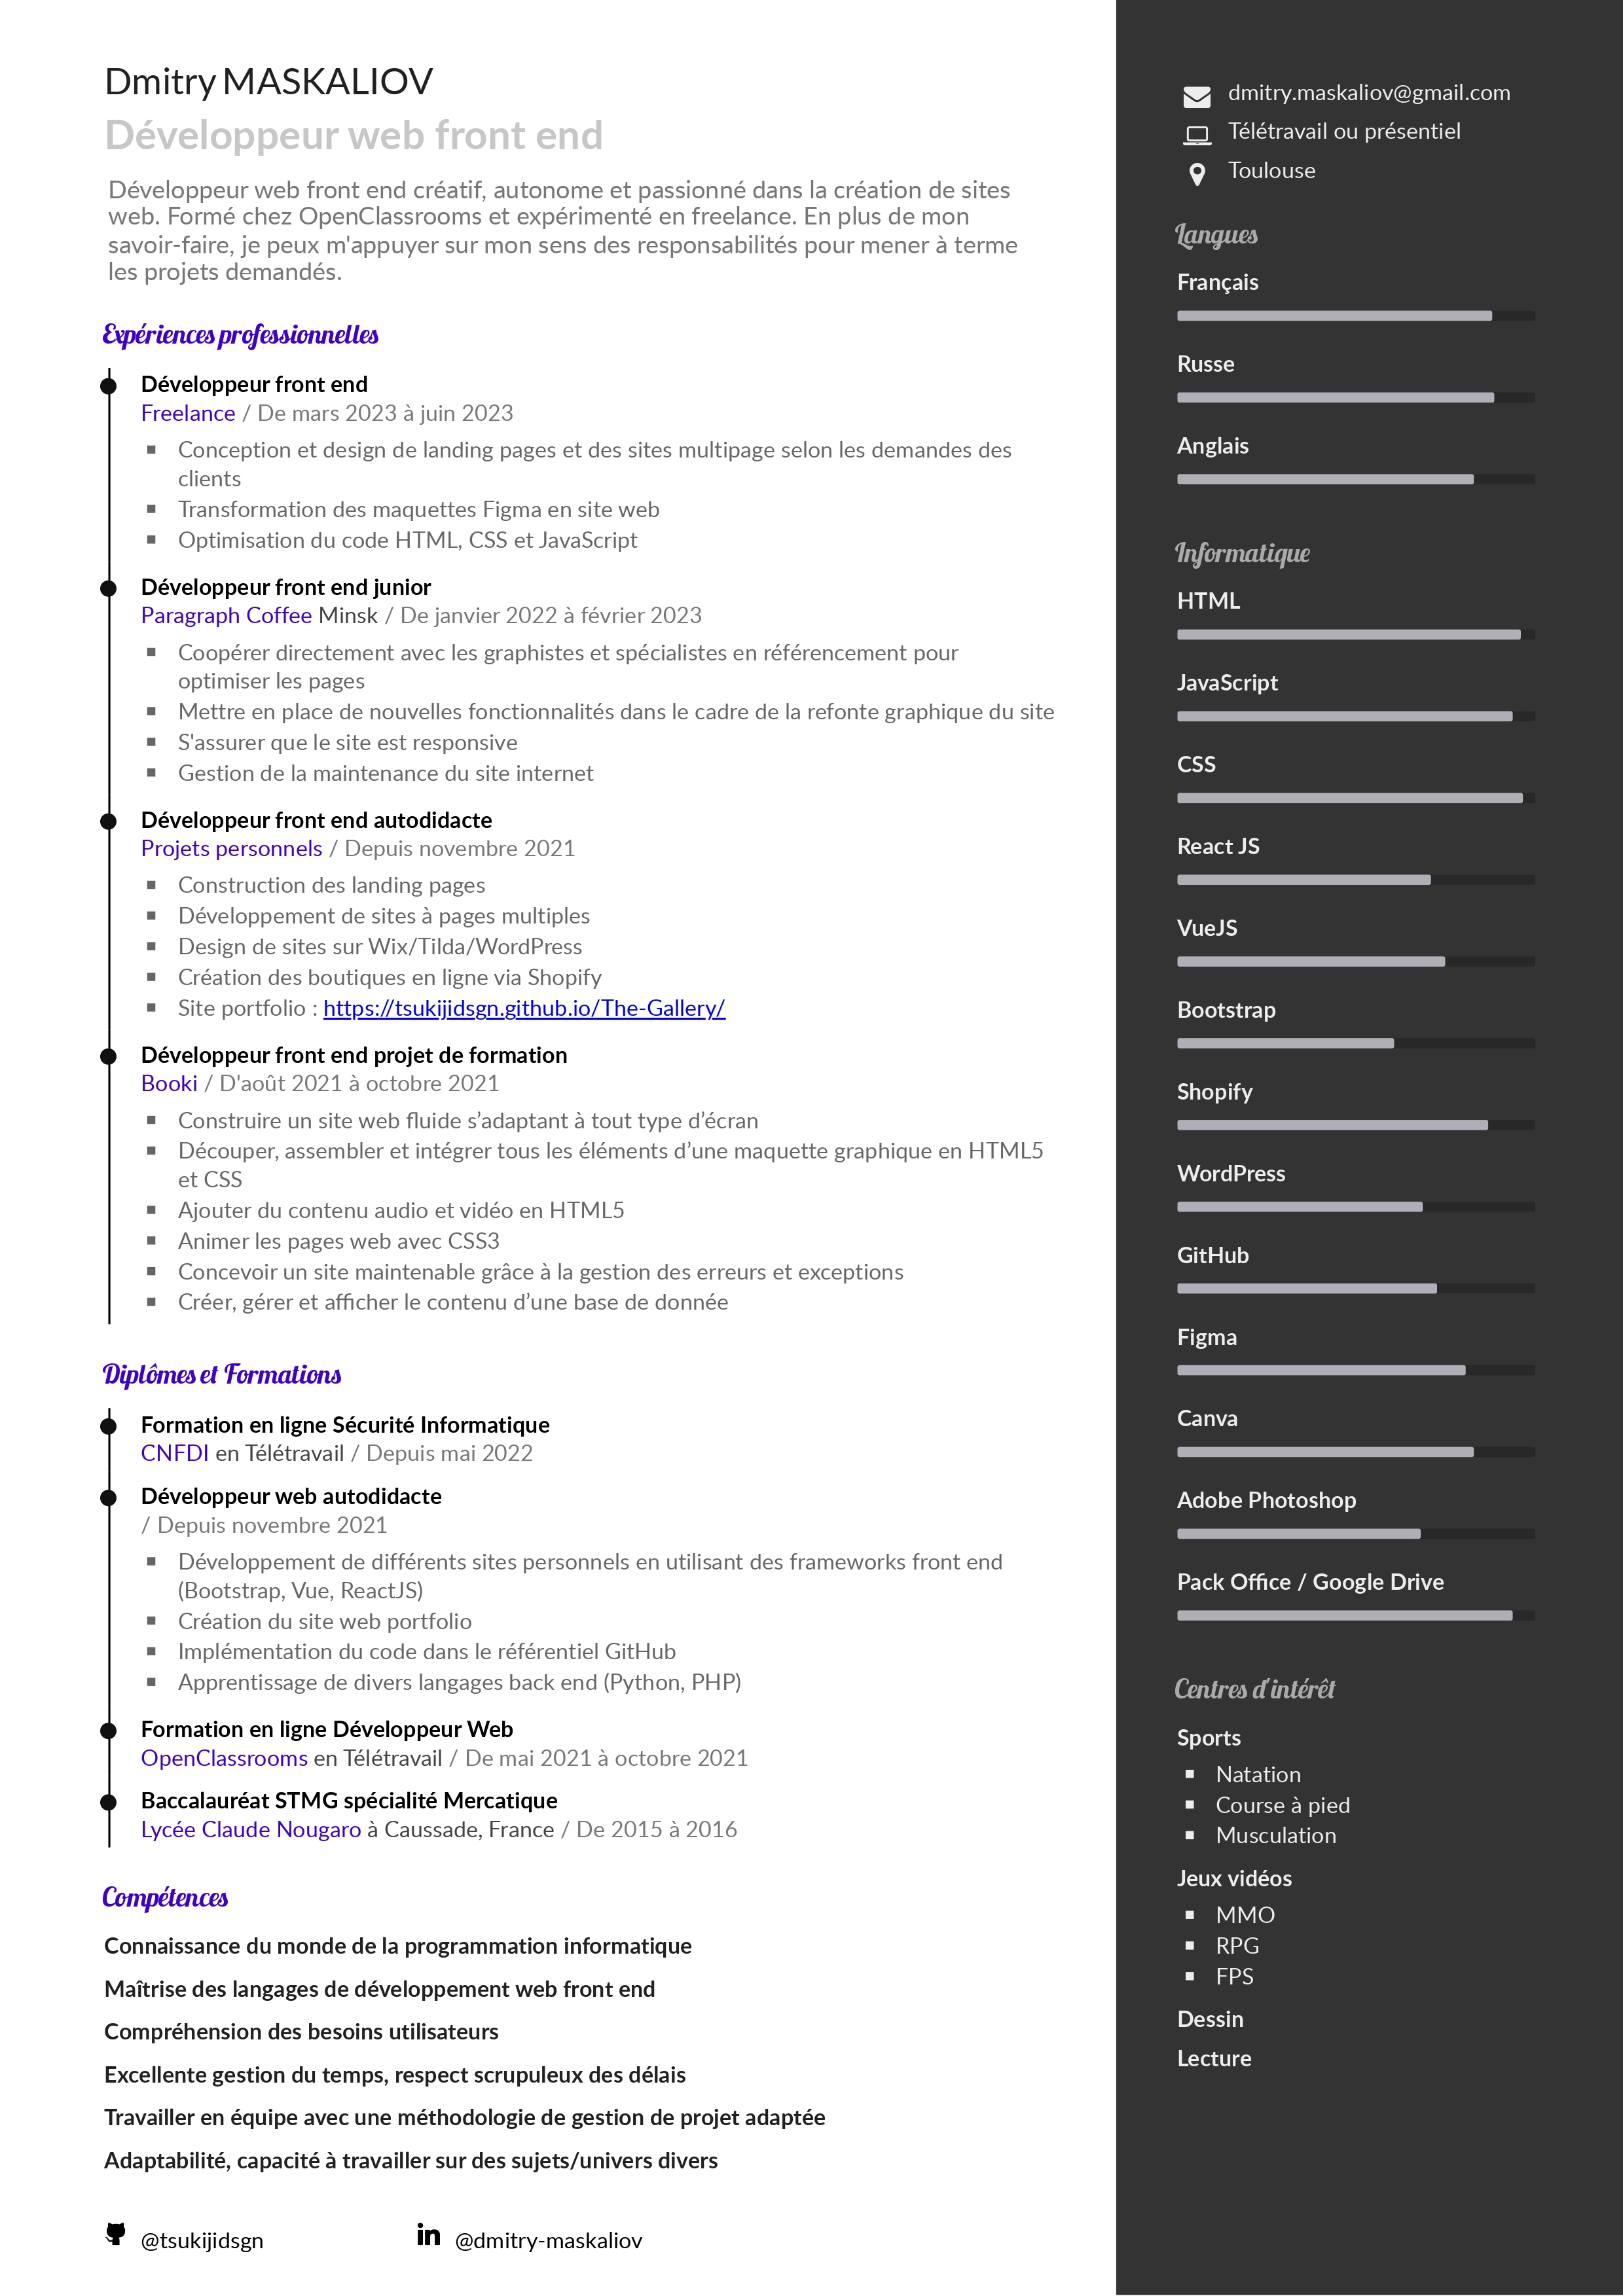 Dmitry MASKALIOV
Développeur web front end
Développeur web front end créatif, autonome et passionné dans la création de sites
web. Formé chez OpenClassrooms et expérimenté en freelance. En plus de mon
savoir-faire, je peux m'appuyer sur mon sens des responsabilités pour mener à terme
les projets demandés.
Expériences professionnelles
Développeur front end
Freelance / De mars 2023 à juin 2023
▪ Conception et design de landing pages et des sites multipage selon les demandes des
clients
▪ Transformation des maquettes Figma en site web
▪ Optimisation du code HTML, CSS et JavaScript
Développeur front end junior
Paragraph Coffee Minsk / De janvier 2022 à février 2023
▪ Coopérer directement avec les graphistes et spécialistes en référencement pour
optimiser les pages
▪ Mettre en place de nouvelles fonctionnalités dans le cadre de la refonte graphique du site
▪ S'assurer que le site est responsive
▪ Gestion de la maintenance du site internet
Développeur front end autodidacte
Projets personnels / Depuis novembre 2021
▪ Construction des landing pages
▪ Développement de sites à pages multiples
▪ Design de sites sur Wix/Tilda/WordPress
▪ Création des boutiques en ligne via Shopify
▪ Site portfolio : https://tsukijidsgn.github.io/The-Gallery/
Développeur front end projet de formation
Booki / D'août 2021 à octobre 2021
▪ Construire un site web fluide s’adaptant à tout type d’écran
▪ Découper, assembler et intégrer tous les éléments d’une maquette graphique en HTML5
et CSS
▪ Ajouter du contenu audio et vidéo en HTML5
▪ Animer les pages web avec CSS3
▪ Concevoir un site maintenable grâce à la gestion des erreurs et exceptions
▪ Créer, gérer et afficher le contenu d’une base de donnée
Diplômes et Formations
Formation en ligne Sécurité Informatique
CNFDI en Télétravail / Depuis mai 2022
Développeur web autodidacte
/ Depuis novembre 2021
▪ Développement de différents sites personnels en utilisant des frameworks front end
(Bootstrap, Vue, ReactJS)
▪ Création du site web portfolio
▪ Implémentation du code dans le référentiel GitHub
▪ Apprentissage de divers langages back end (Python, PHP)
Formation en ligne Développeur Web
OpenClassrooms en Télétravail / De mai 2021 à octobre 2021
Baccalauréat STMG spécialité Mercatique
Lycée Claude Nougaro à Caussade, France / De 2015 à 2016
Compétences
Connaissance du monde de la programmation informatique
Maîtrise des langages de développement web front end
Compréhension des besoins utilisateurs
Excellente gestion du temps, respect scrupuleux des délais
Travailler en équipe avec une méthodologie de gestion de projet adaptée
Adaptabilité, capacité à travailler sur des sujets/univers divers
@tsukijidsgn
@dmitry-maskaliov
dmitry.maskaliov@gmail.com
Télétravail ou présentiel
Toulouse
Langues
Français
Russe
Anglais
Informatique
HTML
JavaScript
CSS
React JS
VueJS
Bootstrap
Shopify
WordPress
GitHub
Figma
Canva
Adobe Photoshop
Pack Office / Google Drive
Centres d'intérêt
Sports
▪ Natation
▪ Course à pied
▪ Musculation
Jeux vidéos
▪ MMO
▪ RPG
▪ FPS
Dessin
Lecture